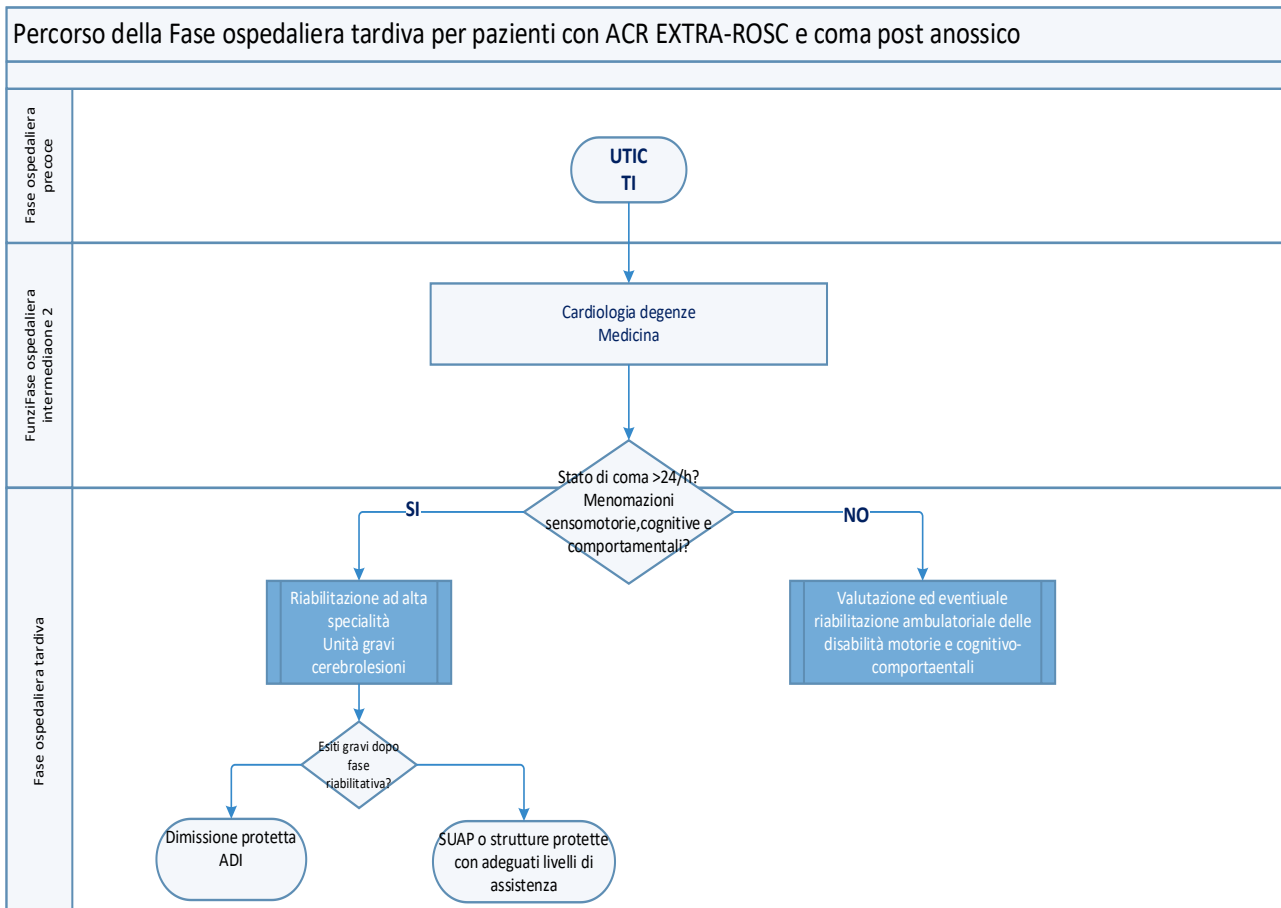 Percorso della Fase ospedaliera tardiva per pazienti con ACR EXTRA-ROSC e coma post anossico
Fase ospedaliera
precoce
UTIC
TI
FunziFase ospedaliera
intermediaone 2
Cardiologia degenze
Medicina
Fase ospedaliera tardiva
Stato di coma >24/h?
Menomazioni
sensomotorie,cognitive e
comportamentali?
SI
NO
Riabilitazione ad alta
specialità
Unità gravi
cerebrolesioni
Valutazione ed eventiuale
riabilitazione ambulatoriale delle
disabilità motorie e cognitivo-
comportaentali
Esiti gravi dopo
fase
riabilitativa?
Dimissione protetta
ADI
SUAP o strutture protette
con adeguati livelli di
assistenza